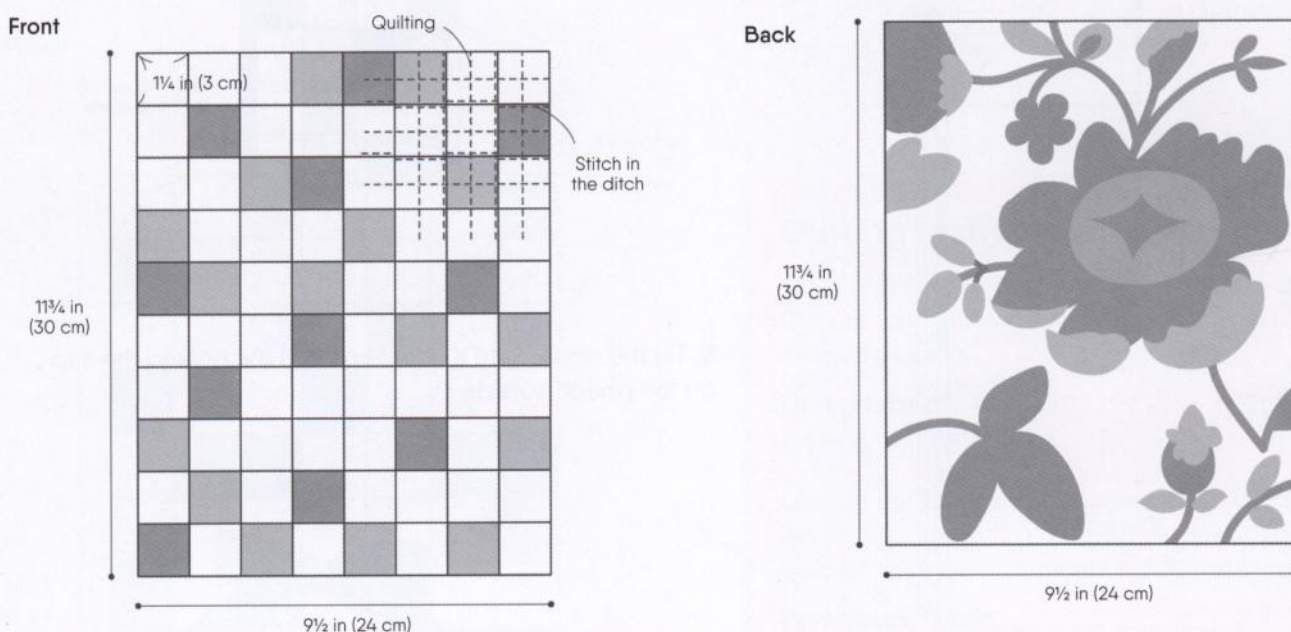 Front
Quilting
1¼ in (3 cm)
Stitch in
the ditch
11¾ in
(30 cm)
9½ in (24 cm)
Back
11¾ in
(30 cm)
9½ in (24 cm)